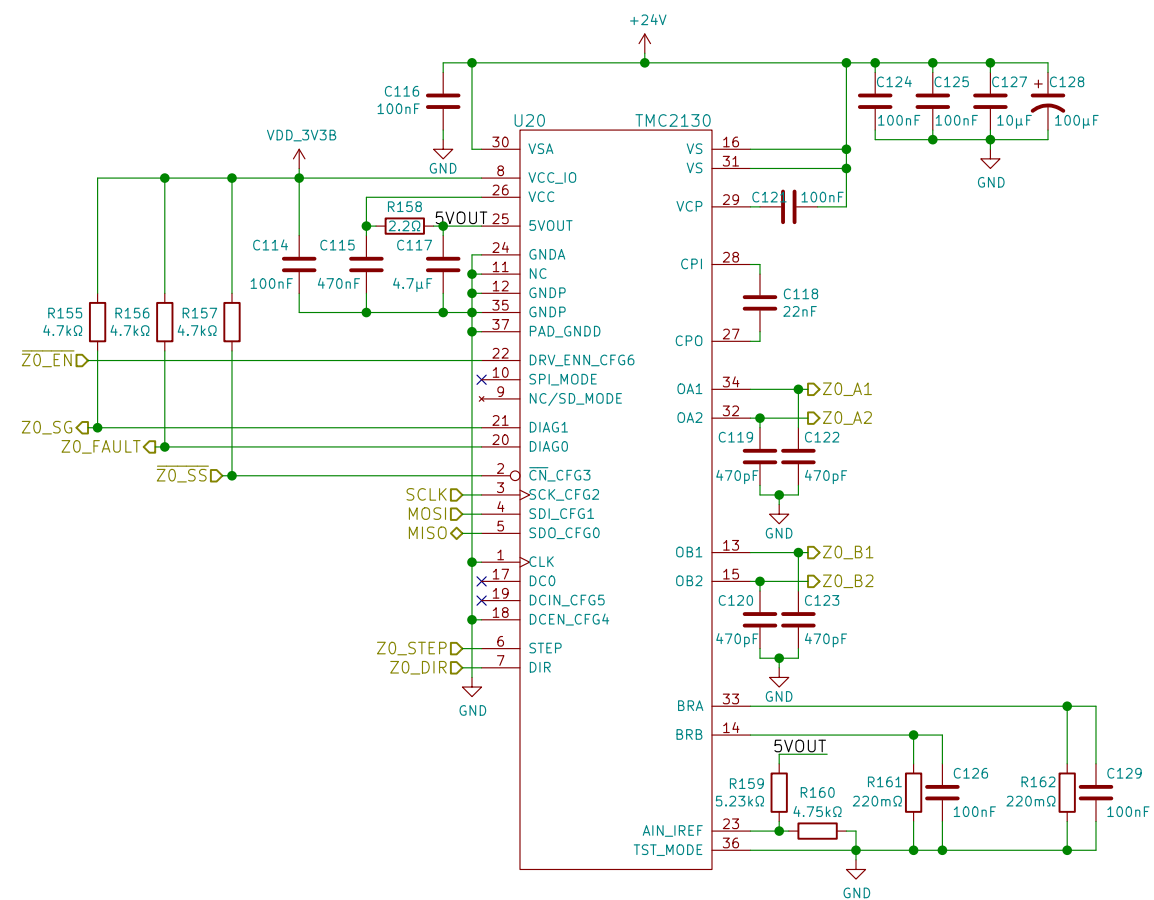 +24V
C116
100nF
GND
C124
100nF
C125
100nF
C127
10µF
+
C128
100µF
GND
U20
TMC2130
VDD_3V3B
30 VSA
8 VCC_IO
26 VCC
25 5VOUT
24 GNDA
11 NC
12 GNDP
35 GNDP
37 PAD_GNDD
22 DRV_ENN_CFG6
10 SPI_MODE
9 NC/SD_MODE
21 DIAG1
20 DIAG0
2 CN_CFG3
3 SCK_CFG2
4 SDI_CFG1
5 SDO_CFG0
1 CLK
17 DCO
19 DCIN_CFG5
18 DCEN_CFG4
6 STEP
7 DIR
VS 16
VS 31
VCP 29
CPI 28
CPO 27
OA1 34
OA2 32
OB1 13
OB2 15
BRA 33
BRB 14
AIN_IREF 23
TST_MODE 36
R158
2.2Ω
5VOUT
C114
100nF
C115
470nF
C117
4.7µF
R155
4.7kΩ
R156
4.7kΩ
R157
4.7kΩ
Z0_EN
Z0_SG
Z0_FAULT
Z0_SS
SCLK
MOSI
MISO
Z0_STEP
Z0_DIR
GND
C121
100nF
C118
22nF
Z0_A1
Z0_A2
C119
470pF
C122
470pF
GND
Z0_B1
Z0_B2
C120
470pF
C123
470pF
GND
5VOUT
R159
5.23kΩ
R160
4.75kΩ
R161
220mΩ
C126
100nF
R162
220mΩ
C129
100nF
GND